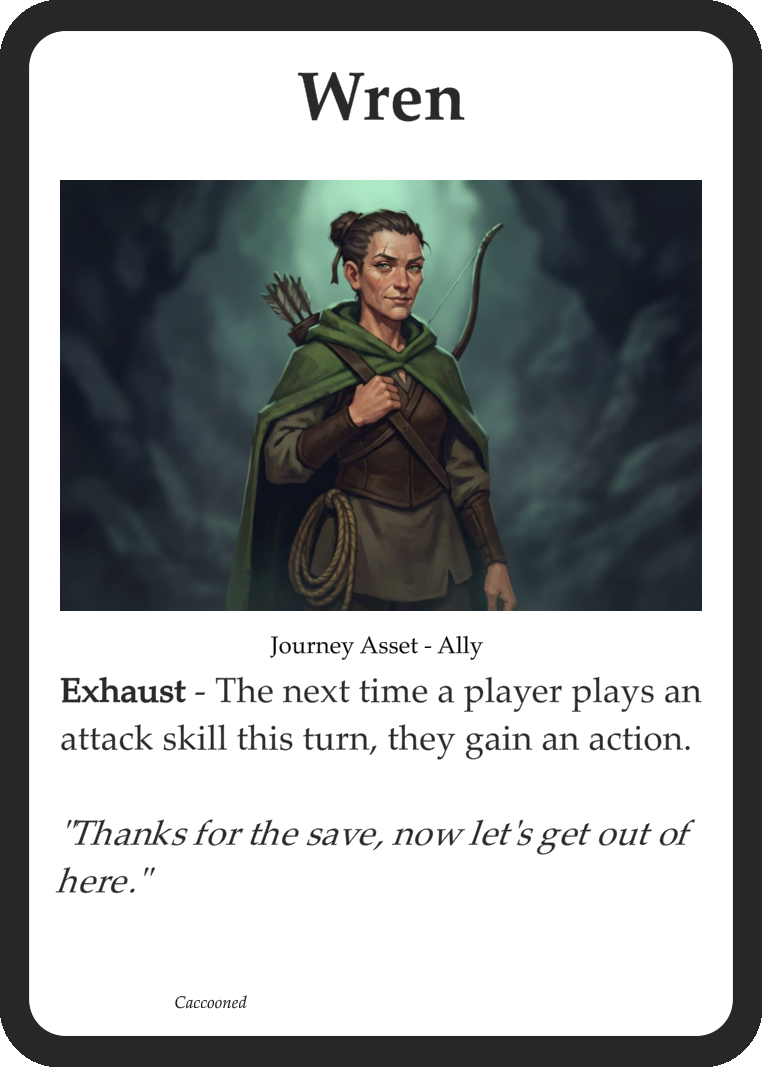 Wren
Journey Asset - Ally
Exhaust - The next time a player plays an
attack skill this turn, they gain an action.
"Thanks for the save, now let's get out of
here."
Caccooned